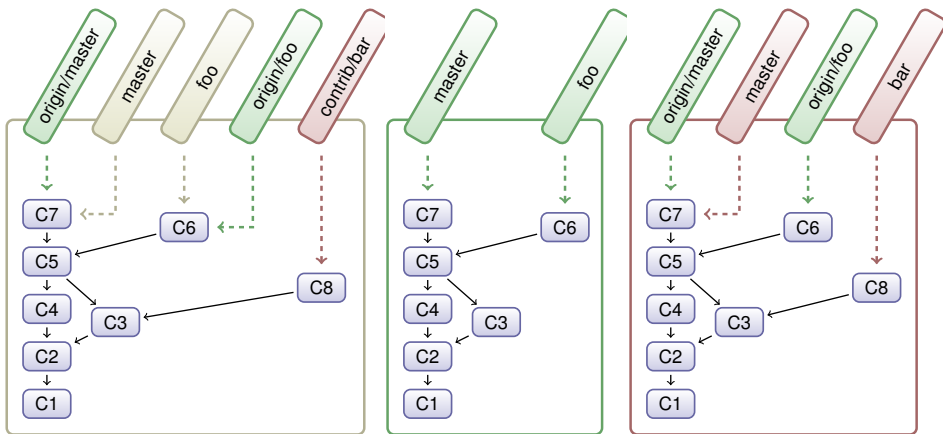 origin/master
master
foo
origin/foo
contrib/bar
C7
C6
C5
C8
C4
C3
C2
C1
master
foo
C7
C6
C5
C4
C3
C2
C1
origin/master
master
origin/foo
bar
C7
C6
C5
C8
C4
C3
C2
C1